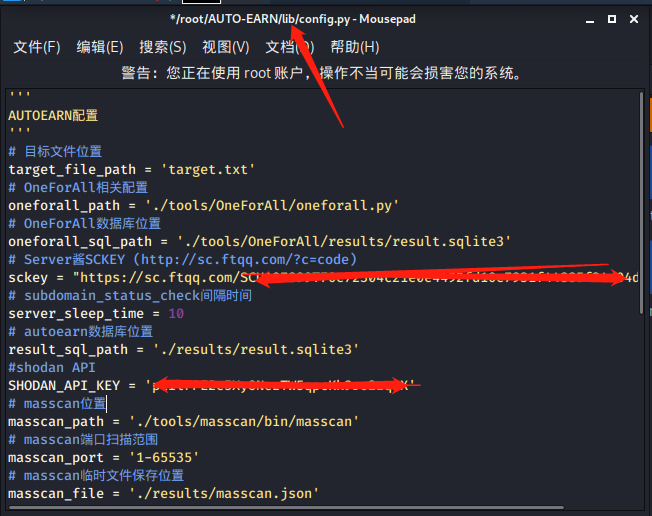 */root/AUTO-EARN/lib/config.py - Mousepad
文件(F) 编辑(E) 搜索(S) 视图(V) 文档(D) 帮助(H)
警告：您正在使用 root 账户，操作不当可能会损害您的系统。
'''
AUTOEARN配置
'''
# 目标文件位置
target_file_path = 'target.txt'
# OneForAll相关配置
oneforall_path = './tools/OneForAll/oneforall.py'
# OneForAll数据库位置
oneforall_sql_path = './tools/OneForAll/results/result.sqlite3'
# Server酱SCKEY (http://sc.ftqq.com/?c=code)
sckey = "https://sc.ftqq.com/
# subdomain_status_check间隔时间
server_sleep_time = 10
# autoearn数据库位置
result_sql_path = './results/result.sqlite3'
#shodan API
SHODAN_API_KEY = '
# masscan位置
masscan_path = './tools/masscan/bin/masscan'
# masscan端口扫描范围
masscan_port = '1-65535'
# masscan临时文件保存位置
masscan_file = './results/masscan.json'